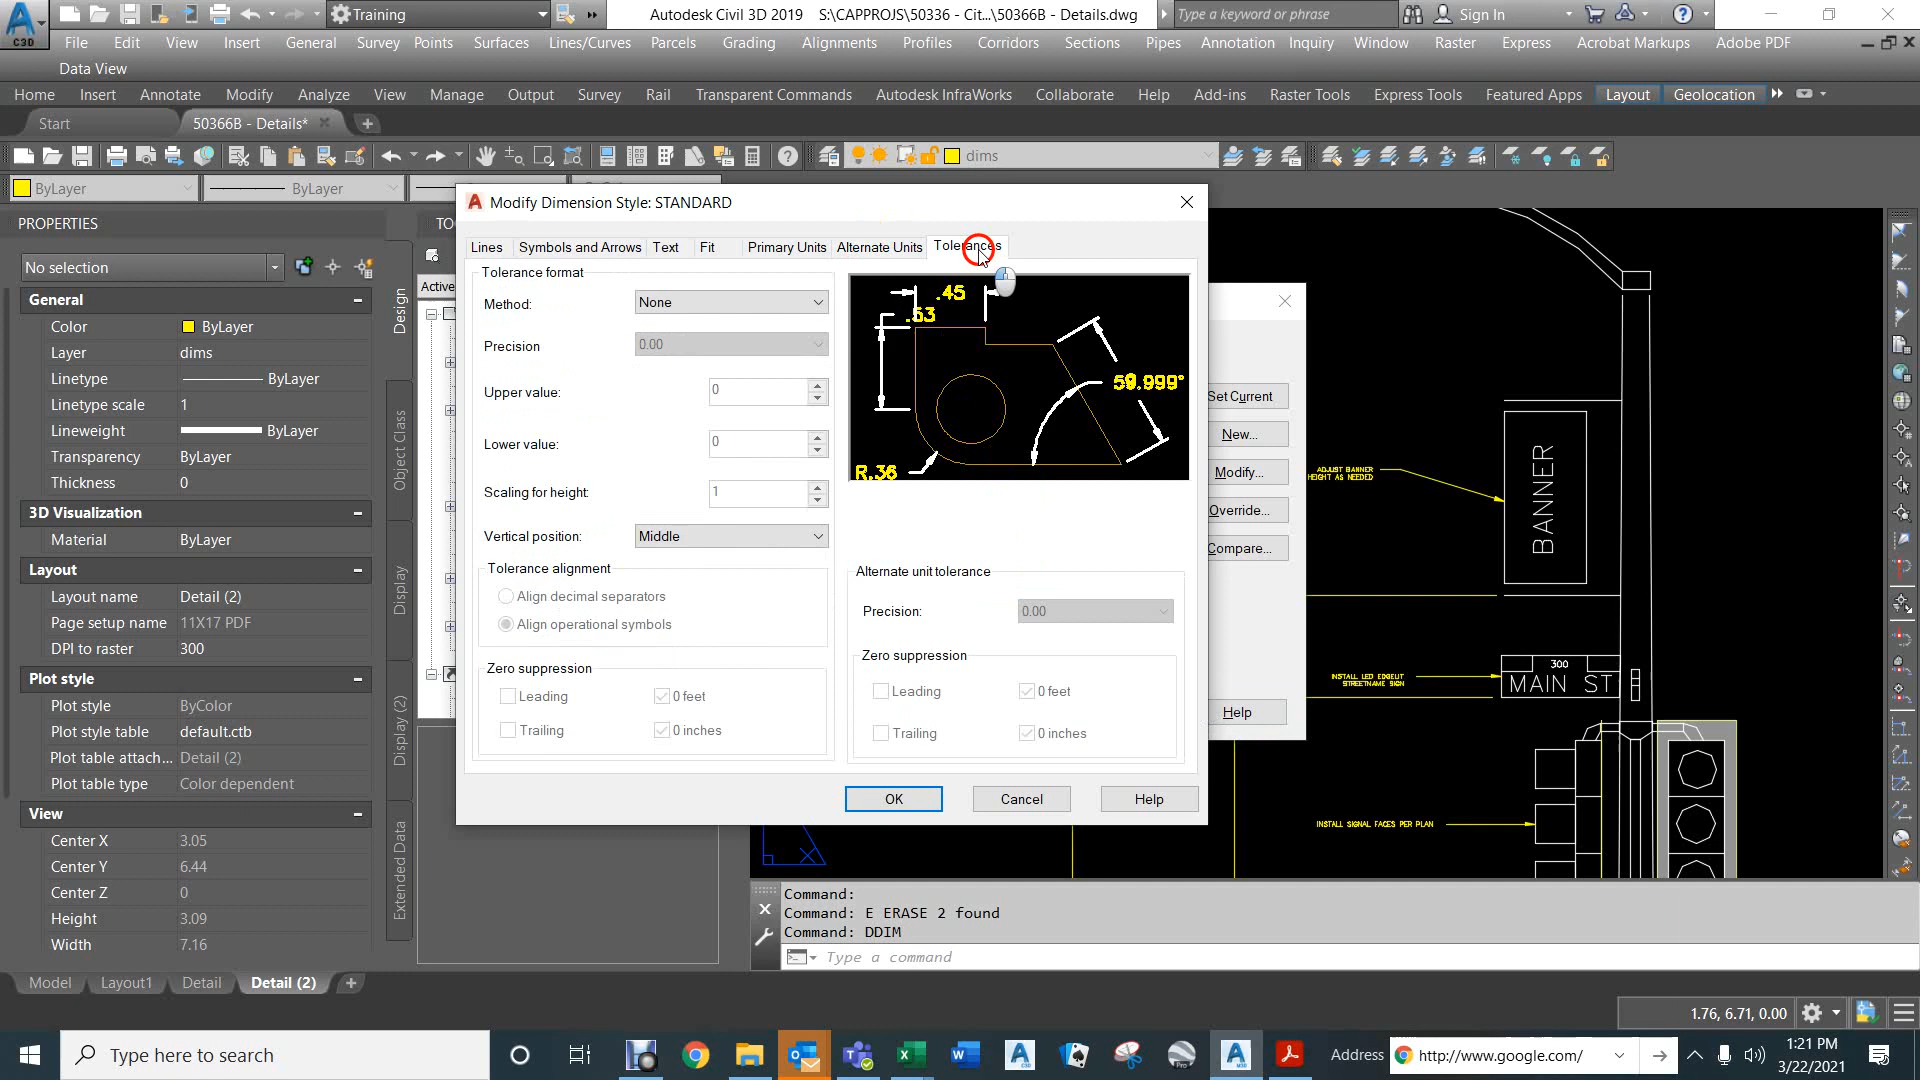 Training
Autodesk Civil 3D 2019 S:\CAPPROJS\50336 - Cit...\50366B - Details.dwg
Type a keyword or phrase
Sign In
C3D
File Edit View Insert General Survey Points Surfaces Lines/Curves Parcels Grading Alignments Profiles Corridors Sections Pipes Annotation Inquiry Window Raster Express Acrobat Markups Adobe PDF
Data View
Home Insert Annotate Modify Analyze View Manage Output Survey Rail Transparent Commands Autodesk InfraWorks Collaborate Help Add-ins Raster Tools Express Tools Featured Apps Layout Geolocation
Start
50366B - Details*
dims
ByLayer
ByLayer
PROPERTIES
No selection
General
Color ByLayer
Layer dims
Linetype ByLayer
Linetype scale 1
Lineweight ByLayer
Transparency ByLayer
Thickness 0
3D Visualization
Material ByLayer
Layout
Layout name Detail (2)
Page setup name 11X17 PDF
DPI to raster 300
Plot style
Plot style ByColor
Plot style table default.ctb
Plot table attach... Detail (2)
Plot table type Color dependent
View
Center X 3.05
Center Y 6.44
Center Z 0
Height 3.09
Width 7.16
Design
Object Class
Display
Display (2)
Extended Data
Active
Modify Dimension Style: STANDARD
Lines Symbols and Arrows Text Fit Primary Units Alternate Units Tolerances
Tolerance format
Method: None
Precision 0.00
Upper value: 0
Lower value: 0
Scaling for height: 1
Vertical position: Middle
Tolerance alignment
Align decimal separators
Align operational symbols
Zero suppression
Leading 0 feet
Trailing 0 inches
.45
.53
R.36
Alternate unit tolerance
Precision: 0.00
Zero suppression
Leading 0 feet
Trailing 0 inches
OK Cancel Help
Set Current
New...
Modify...
Override...
Compare...
Help
ADJUST BANNER
HEIGHT AS NEEDED
BANNER
INSTALL LED EDGELIT
STREETNAME SIGN
300
MAIN ST
INSTALL SIGNAL FACES PER PLAN
Command:
Command: E ERASE 2 found
Command: DDIM
Type a command
Model Layout1 Detail Detail (2)
1.76, 6.71, 0.00
Type here to search
Address http://www.google.com/
1:21 PM
3/22/2021